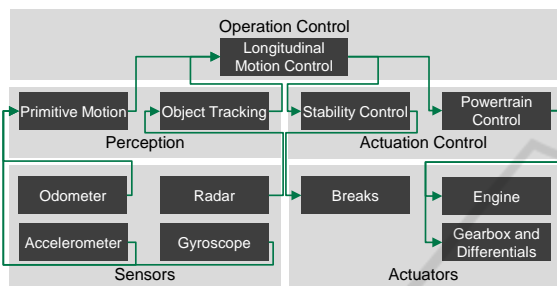 Operation Control
Longitudinal
Motion Control
Primitive Motion
Object Tracking
Perception
Stability Control
Powertrain
Control
Actuation Control
Odometer
Radar
Accelerometer
Gyroscope
Sensors
Breaks
Engine
Gearbox and
Differentials
Actuators